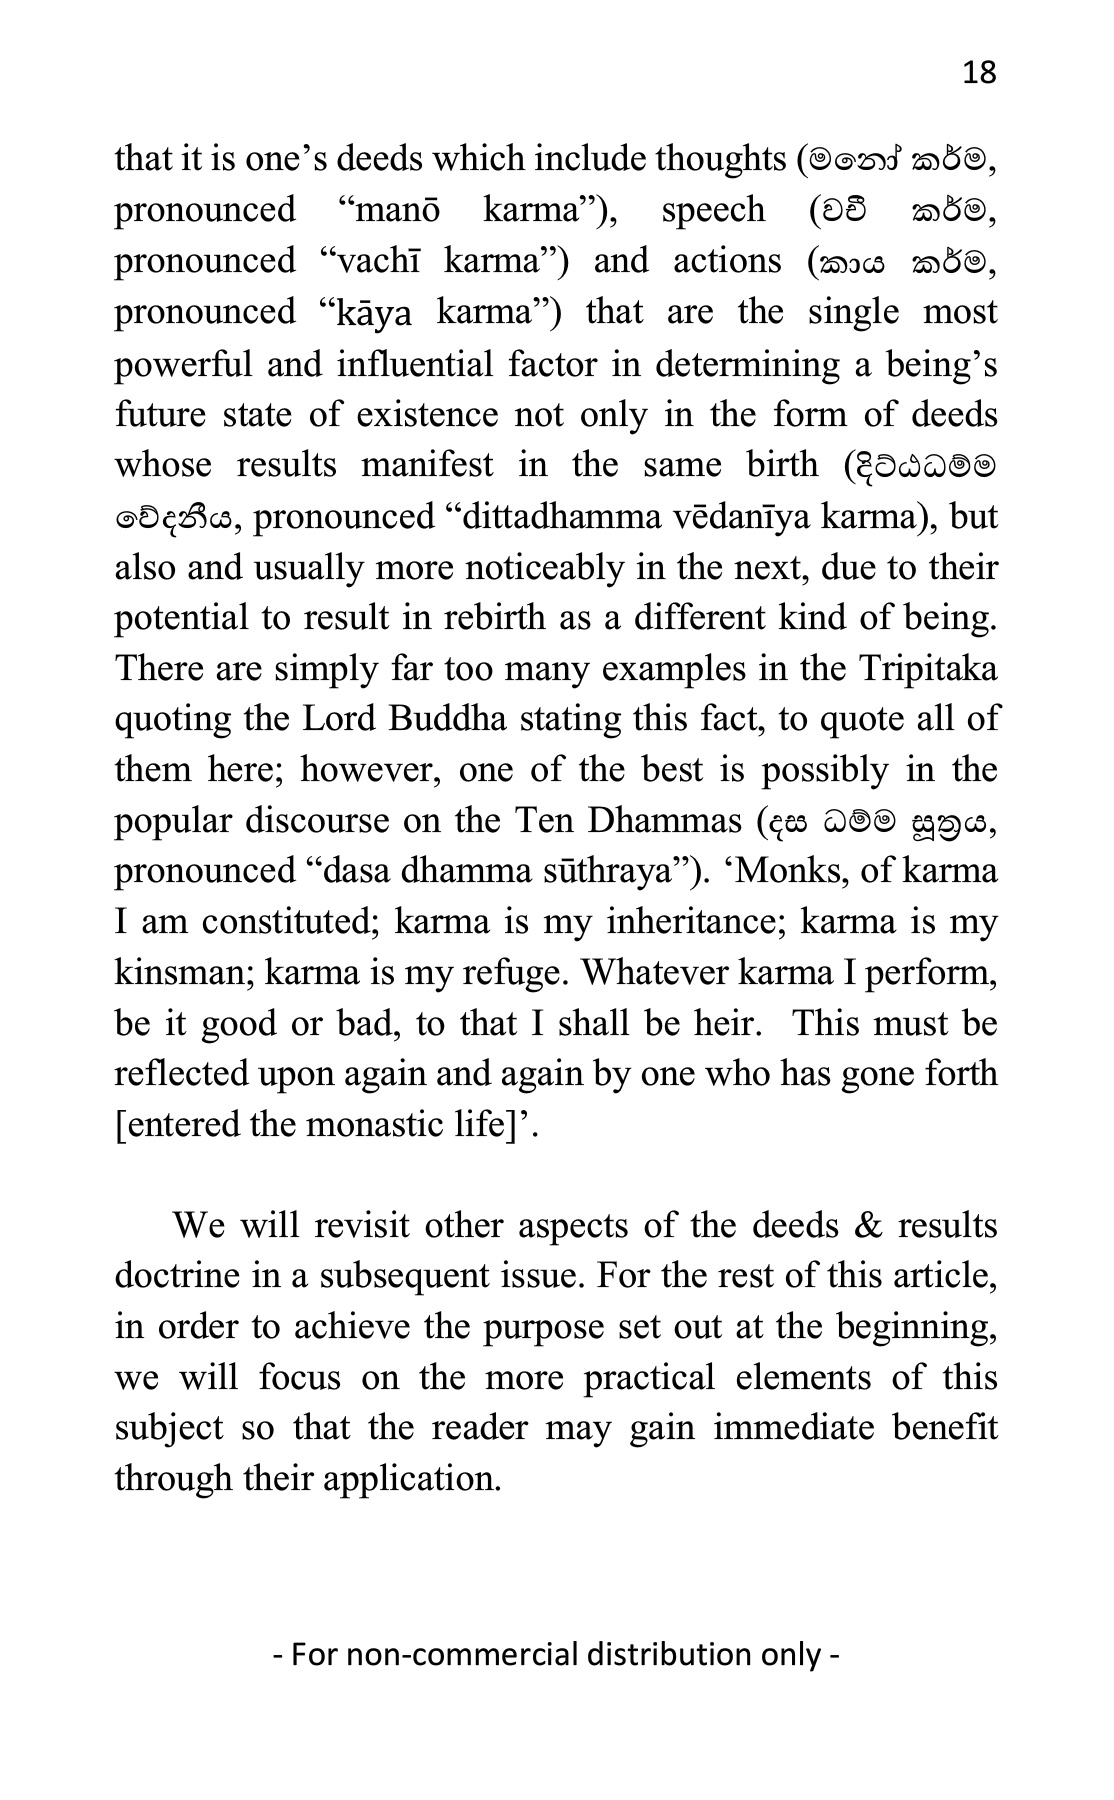 18
that it is one’s deeds which include thoughts (මනෝ කර්ම,
pronounced “manō karma”), speech (වචී කර්ම,
pronounced “vachī karma”) and actions (කාය කර්ම,
pronounced “kāya karma”) that are the single most
powerful and influential factor in determining a being’s
future state of existence not only in the form of deeds
whose results manifest in the same birth (දිට්ඨධම්ම
වේදනීය, pronounced “dittadhamma vēdanīya karma), but
also and usually more noticeably in the next, due to their
potential to result in rebirth as a different kind of being.
There are simply far too many examples in the Tripitaka
quoting the Lord Buddha stating this fact, to quote all of
them here; however, one of the best is possibly in the
popular discourse on the Ten Dhammas (දස ධම්ම සූත්‍රය,
pronounced “dasa dhamma sūthraya”). ‘Monks, of karma
I am constituted; karma is my inheritance; karma is my
kinsman; karma is my refuge. Whatever karma I perform,
be it good or bad, to that I shall be heir.  This must be
reflected upon again and again by one who has gone forth
[entered the monastic life]’.
We will revisit other aspects of the deeds & results
doctrine in a subsequent issue. For the rest of this article,
in order to achieve the purpose set out at the beginning,
we will focus on the more practical elements of this
subject so that the reader may gain immediate benefit
through their application.
- For non-commercial distribution only -